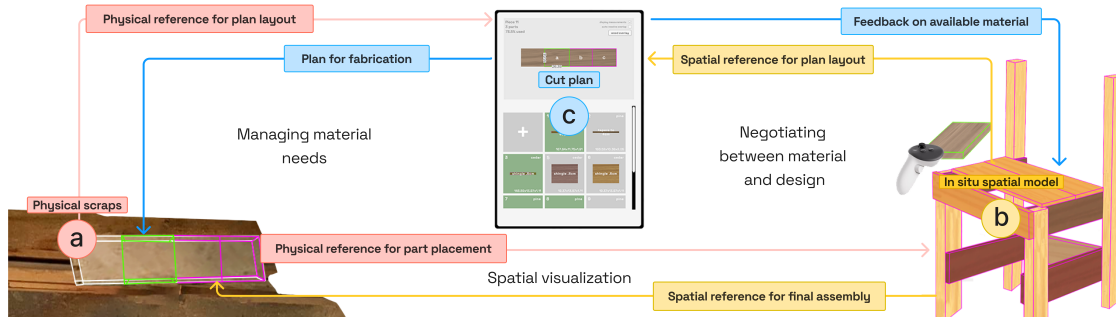 Physical reference for plan layout
Feedback on available material
Plan for fabrication
Spatial reference for plan layout
Cut plan
C
Managing material
needs
Negotiating
between material
and design
Physical scraps
a
In situ spatial model
b
Physical reference for part placement
Spatial visualization
Spatial reference for final assembly